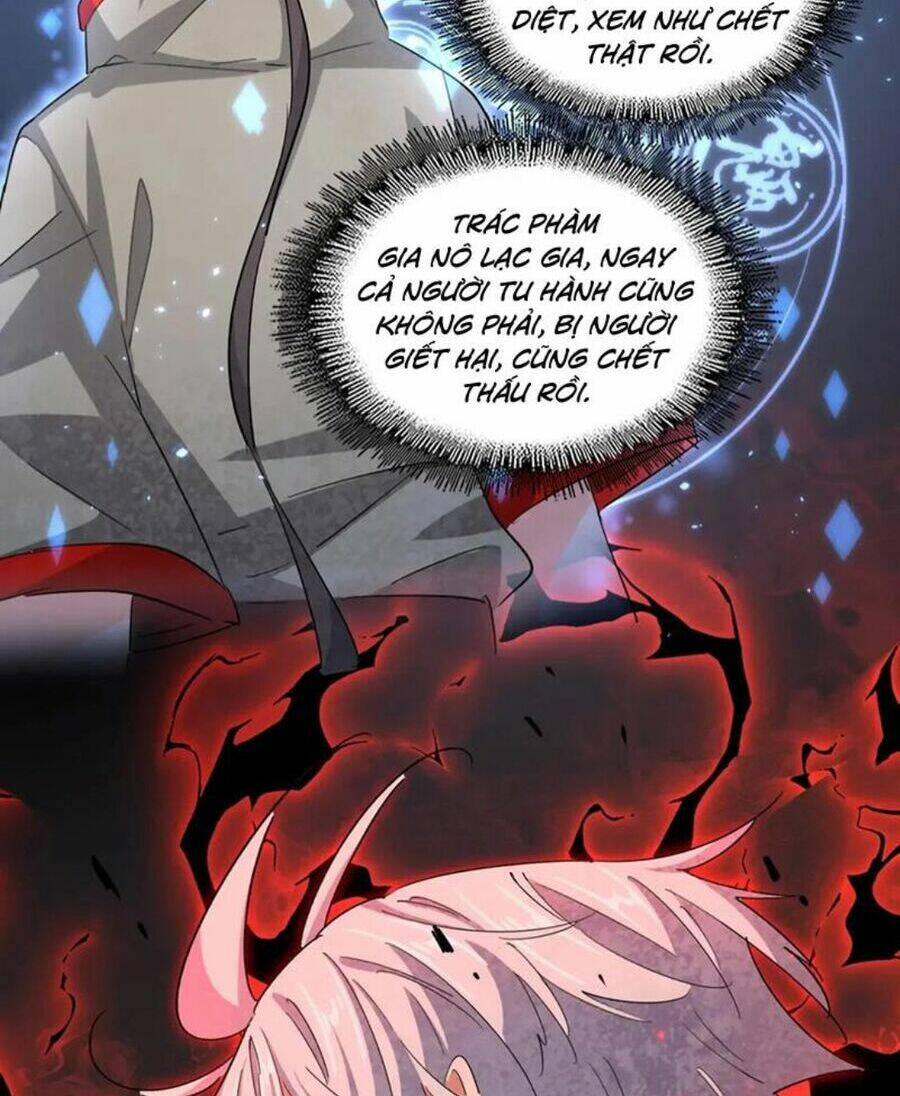 DIỆT, XEM NHƯ CHẾT
THẬT RỒI.
TRÁC PHÀM
GIA NÔ LẠC GIA, NGAY
CẢ NGƯỜI TU HÀNH CŨNG
KHÔNG PHẢI, BỊ NGƯỜI
GIẾT HẠI, CŨNG CHẾT
THẤU RỒI.